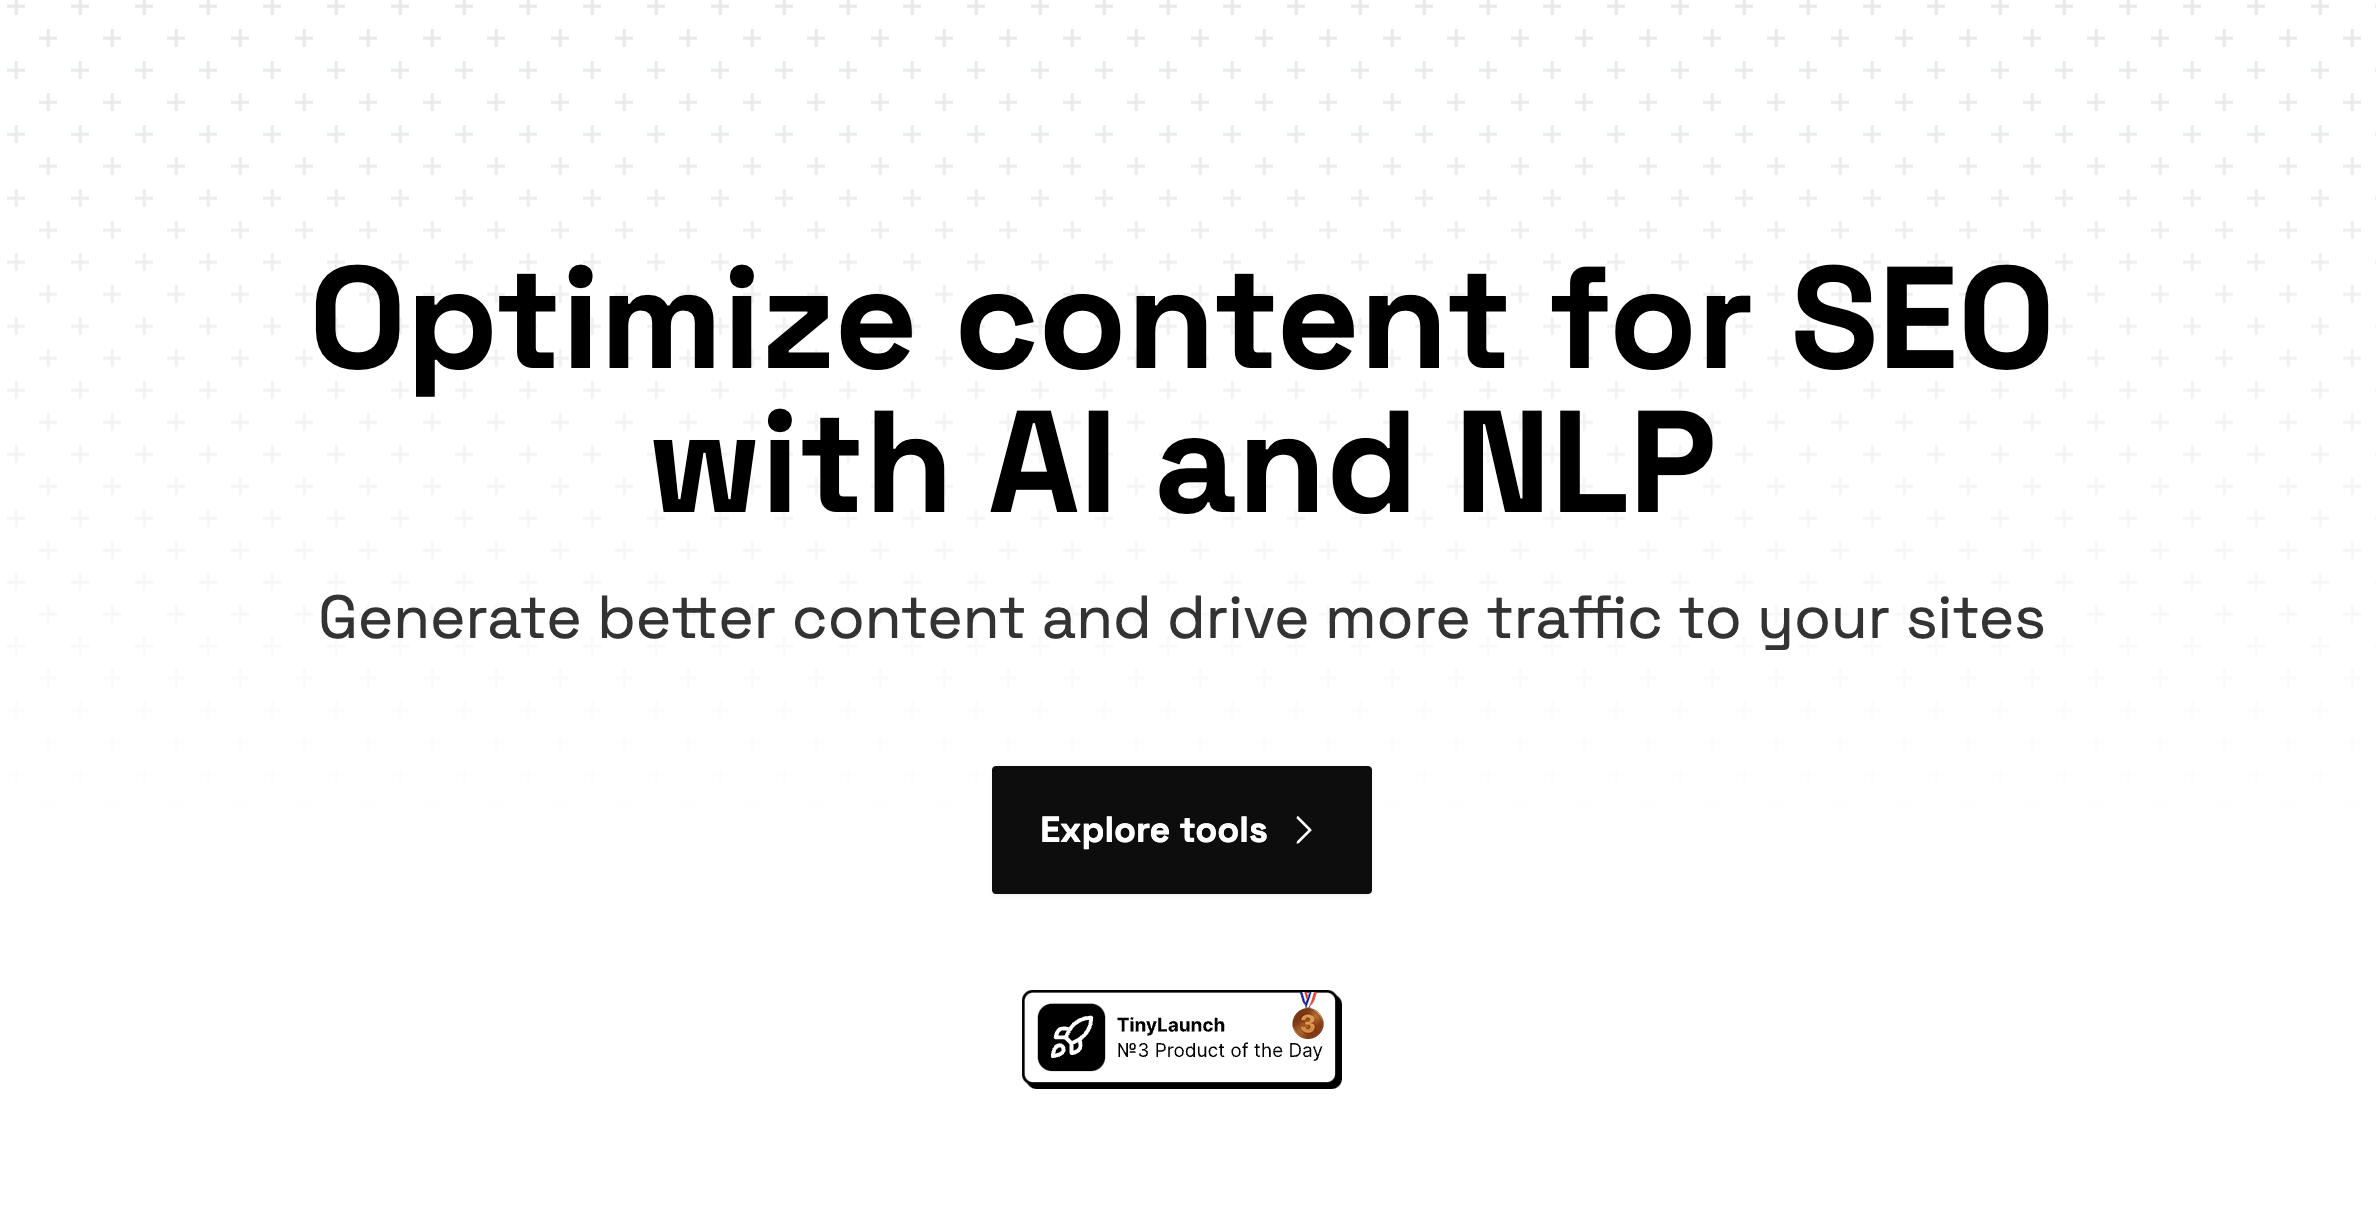 Optimize content for SEO
with AI and NLP
Generate better content and drive more traffic to your sites
Explore tools
TinyLaunch
3
№3 Product of the Day